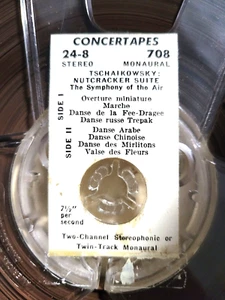 CONCERTAPES
24-8 708
STEREO MONAURAL
TSCHAIKOWSKY:
NUTCRACKER SUITE
The Symphony of the Air
SIDE I
Overture miniature
Marche
Danse de la Fee-Dragee
Danse russe Trepak
SIDE II
Danse Arabe
Danse Chinoise
Danse des Mirlitons
Valse des Fleurs
7½"
per
second
Two-Channel Stereophonic or
Twin-Track Monaural